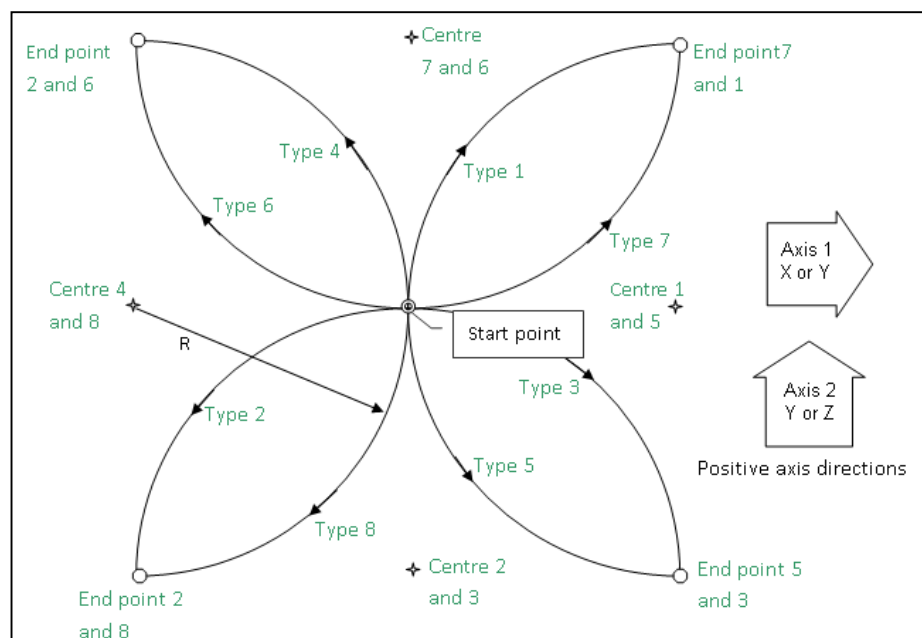 End point
2 and 6
Centre
7 and 6
End point7
and 1
Type 4
Type 1
Type 6
Type 7
Axis 1
X or Y
Centre 4
and 8
Centre 1
and 5
R
Start point
Type 3
Axis 2
Y or Z
Type 2
Type 5
Positive axis directions
Type 8
Centre 2
and 3
End point 5
and 3
End point 2
and 8